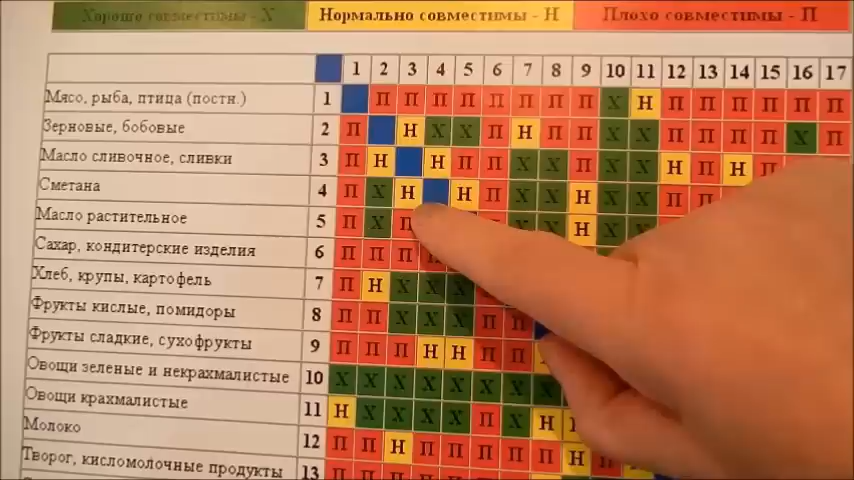 Хорошо совместимы - Х Нормально совместимы - Н Плохо совместимы - П
1 2 3 4 5 6 7 8 9 10 11 12 13 14 15 16 17
Мясо, рыба, птица (постн.) 1 П П П П П П П П Х Н П П П П П П
Зерновые, бобовые 2 П Н Х Х П Н П П Х Х П П П П Х П
Масло сливочное, сливки 3 П Н Н П П Х Х П Х Х Н П Н П
Сметана 4 П Х Н Н П Х Х Н Х Х П П
Масло растительное 5 П Х П Х Х Н Х Х
Сахар, кондитерские изделия 6 П П П П
Хлеб, крупы, картофель 7 П Н Х Х Х
Фрукты кислые, помидоры 8 П П Х Х Х П П
Фрукты сладкие, сухофрукты 9 П П П Н Н П П
Овощи зеленые и некрахмалистые 10 Х Х Х Х Х Х Х Х
Овощи крахмалистые 11 Н Х Х Х Х П Х Н
Молоко 12 П П Н П П П П П Н П
Творог, кисломолочные продукты 13 П П П П П П П